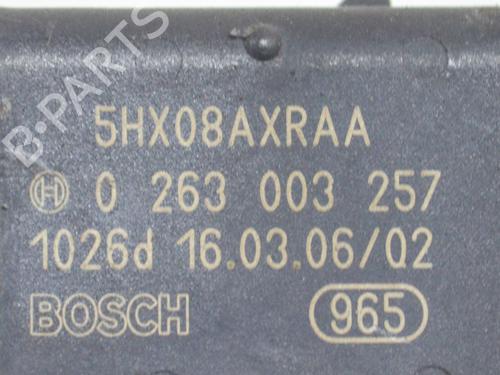 B-PARTS
5HX08AXRAA
0 263 003 257
1026d 16.03.06/02
BOSCH 965